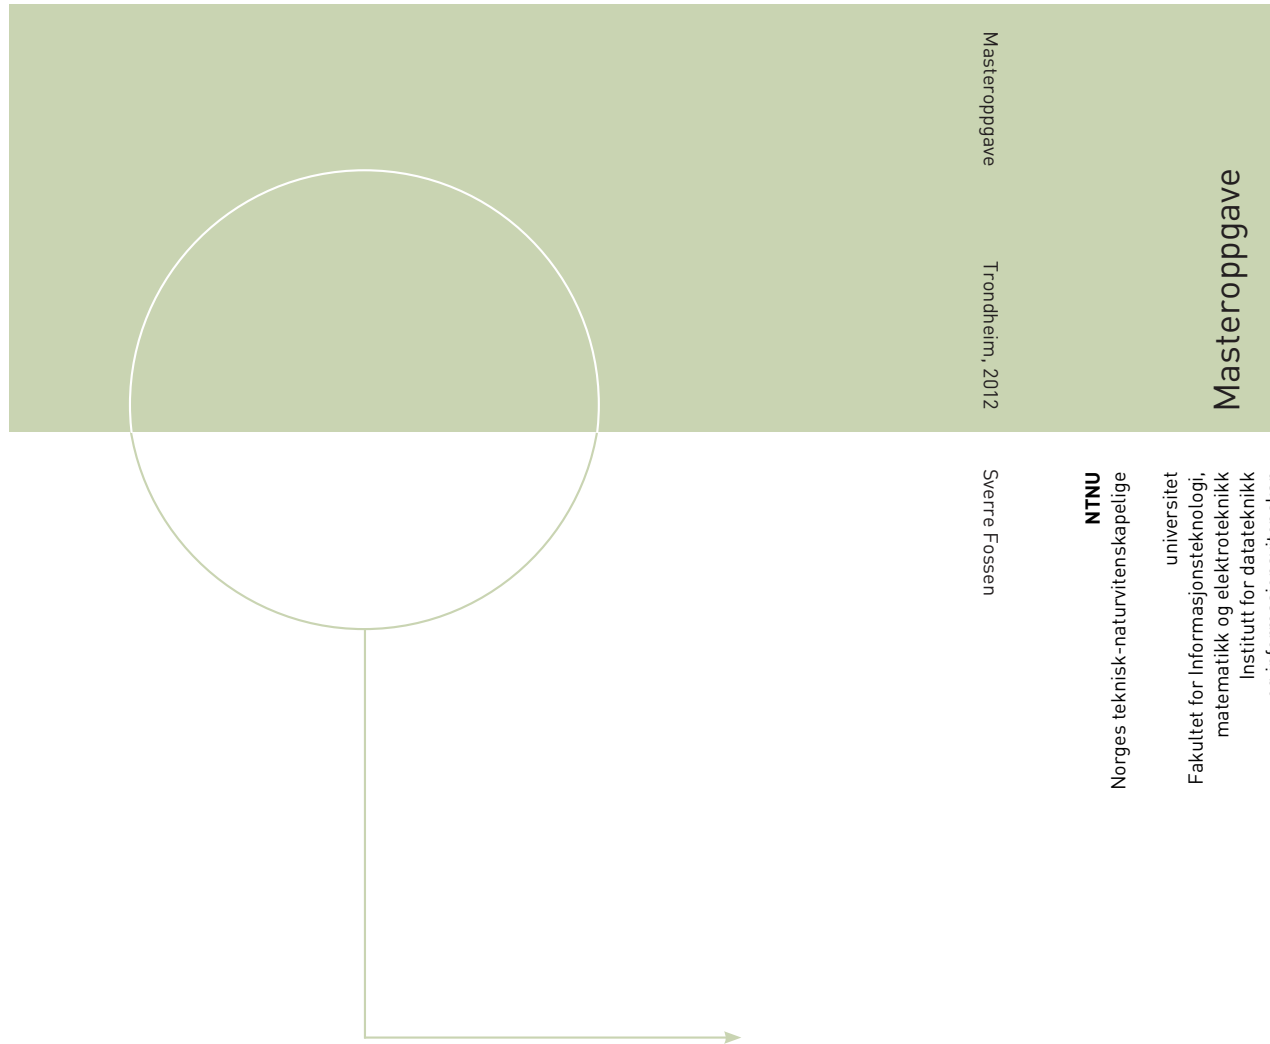 Masteroppgave
Trondheim, 2012
Sverre Fossen
Masteroppgave
NTNU
Norges teknisk-naturvitenskapelige
universitet
Fakultet for Informasjonsteknologi,
matematikk og elektroteknikk
Institutt for datateknikk